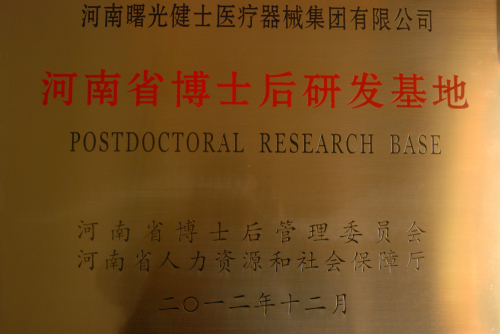 河南曙光健士医疗器械集团有限公司
河南省博士后研发基地
POSTDOCTORAL RESEARCH BASE
河南省博士后管理委员会
河南省人力资源和社会保障厅
二〇一二年十二月